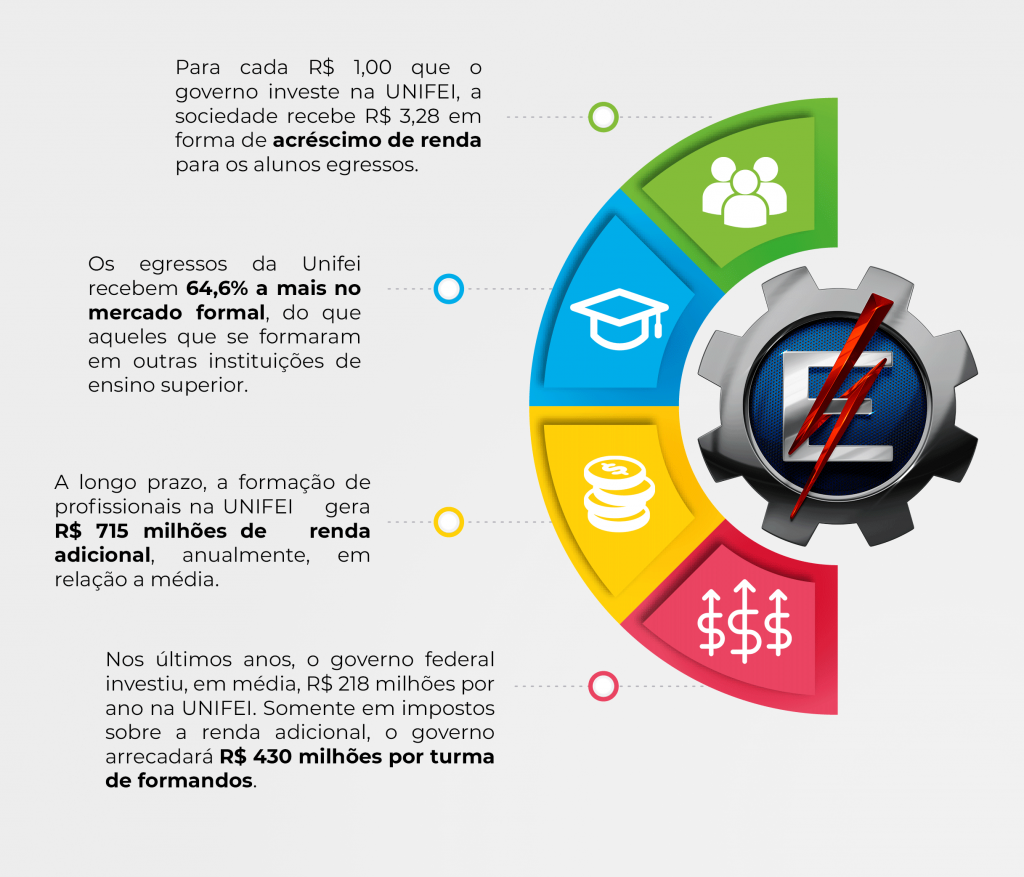 Para cada R$ 1,00 que o
governo investe na UNIFEI, a
sociedade recebe R$ 3,28 em
forma de acréscimo de renda
para os alunos egressos.
Os egressos da Unifei
recebem 64,6% a mais no
mercado formal, do que
aqueles que se formaram
em outras instituições de
ensino superior.
A longo prazo, a formação de
profissionais na UNIFEI gera
R$ 715 milhões de renda
adicional, anualmente, em
relação a média.
Nos últimos anos, o governo federal
investiu, em média, R$ 218 milhões por
ano na UNIFEI. Somente em impostos
sobre a renda adicional, o governo
arrecadará R$ 430 milhões por turma
de formandos.
E